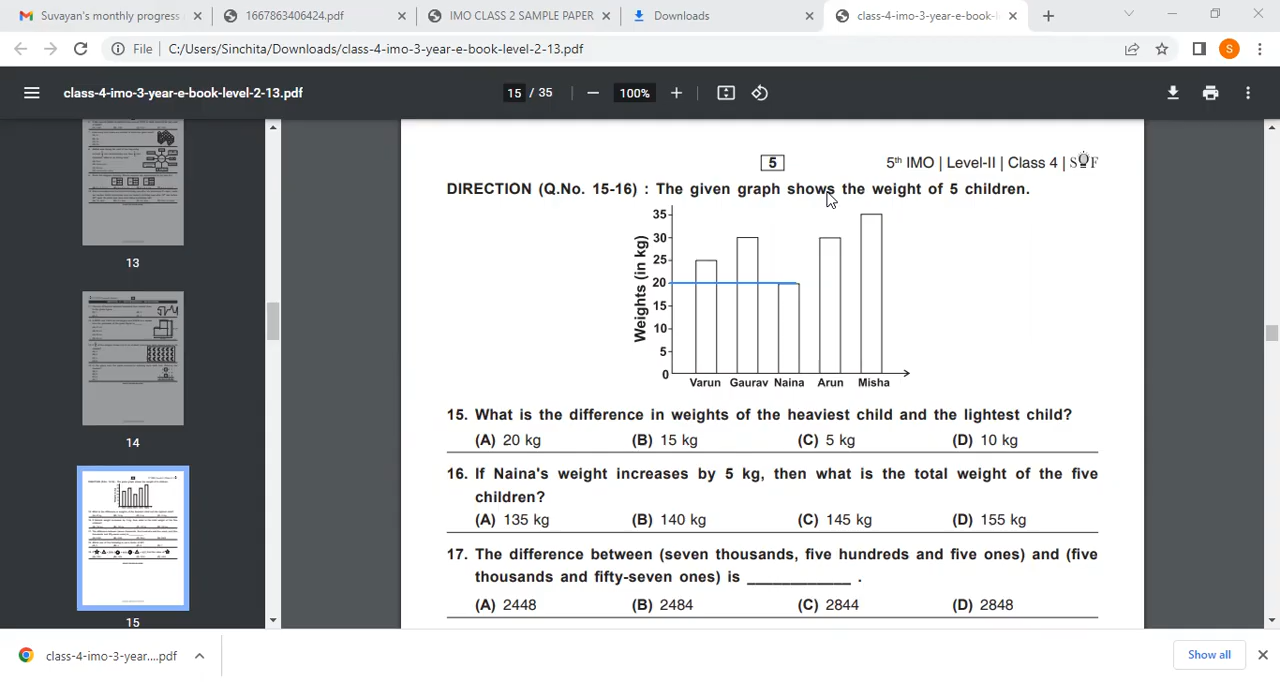 Suvayan's monthly progress
1667863406424.pdf
IMO CLASS 2 SAMPLE PAPER
Downloads
class-4-imo-3-year-e-book-l
File
C:/Users/Sinchita/Downloads/class-4-imo-3-year-e-book-level-2-13.pdf
S
class-4-imo-3-year-e-book-level-2-13.pdf
15 / 35
100%
13
14
15
5
5th IMO | Level-II | Class 4 | SOF
DIRECTION (Q.No. 15-16) : The given graph shows the weight of 5 children.
Weights (in kg)
35
30
25
20
15
10
5
0
Varun Gaurav Naina Arun Misha
15. What is the difference in weights of the heaviest child and the lightest child?
(A) 20 kg (B) 15 kg (C) 5 kg (D) 10 kg
16. If Naina's weight increases by 5 kg, then what is the total weight of the five
children?
(A) 135 kg (B) 140 kg (C) 145 kg (D) 155 kg
17. The difference between (seven thousands, five hundreds and five ones) and (five
thousands and fifty-seven ones) is ____________ .
(A) 2448 (B) 2484 (C) 2844 (D) 2848
class-4-imo-3-year....pdf
Show all